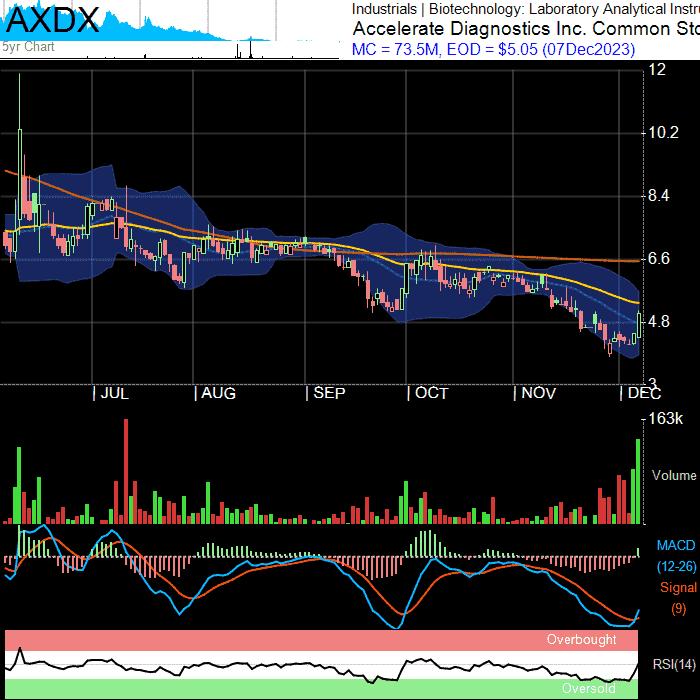 AXDX
5yr Chart
Industrials | Biotechnology: Laboratory Analytical Instru
Accelerate Diagnostics Inc. Common Sto
MC = 73.5M, EOD = $5.05 (07Dec2023)
12
10.2
8.4
6.6
4.8
3
| JUL | AUG | SEP | OCT | NOV | DEC
163k
Volume
MACD
(12-26)
Signal
(9)
Overbought
RSI(14)
Oversold